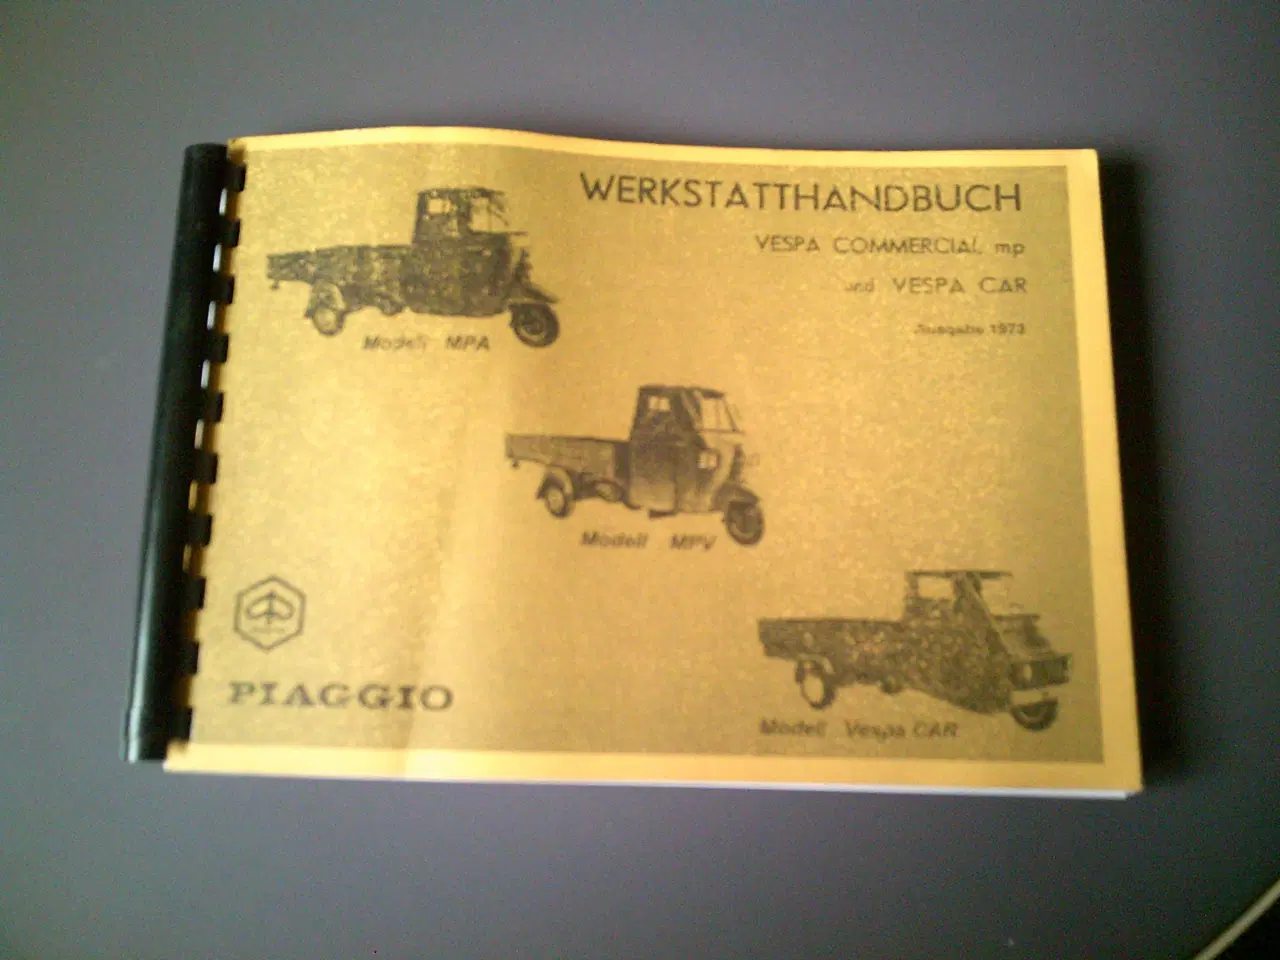 WERKSTATTHANDBUCH
VESPA COMMERCIAL mp
und VESPA CAR
Ausgabe 1973
Modell MPA
Modell MPV
Modell Vespa CAR
PIAGGIO